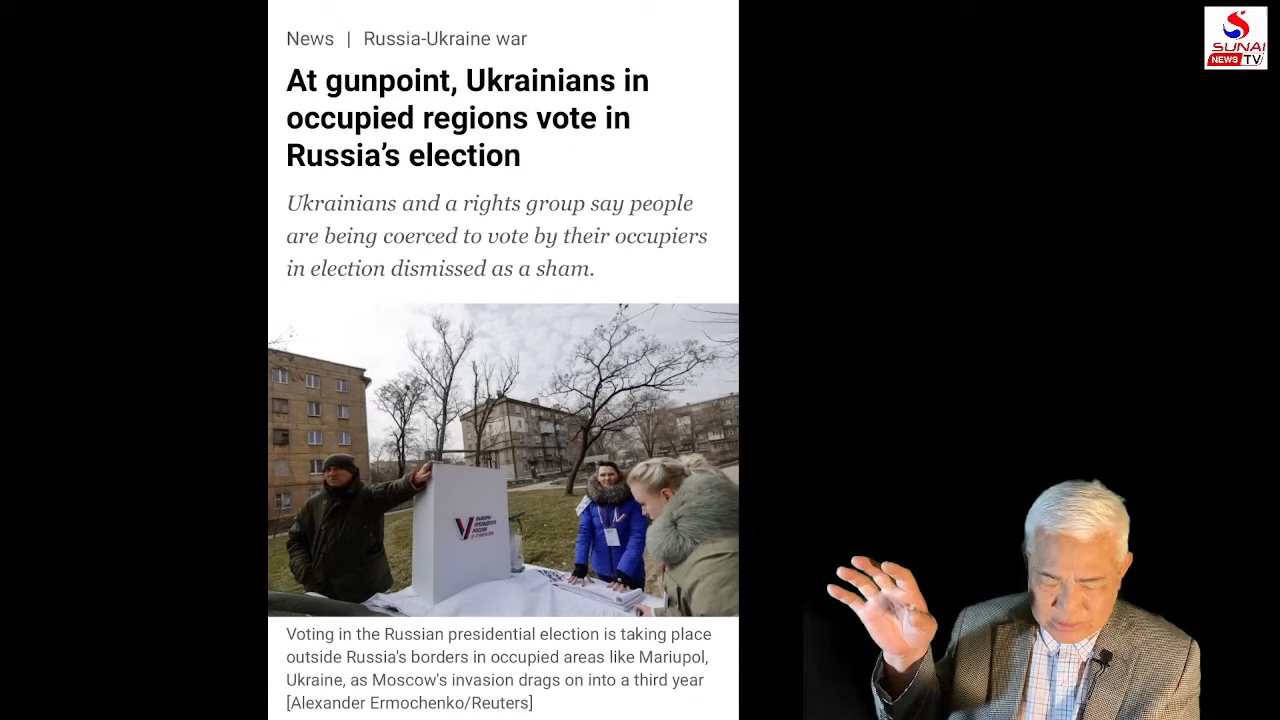 News | Russia-Ukraine war
At gunpoint, Ukrainians in
occupied regions vote in
Russia's election
Ukrainians and a rights group say people
are being coerced to vote by their occupiers
in election dismissed as a sham.
ВЫБОРЫ
ПРЕЗИДЕНТА
РОССИИ
Voting in the Russian presidential election is taking place
outside Russia's borders in occupied areas like Mariupol,
Ukraine, as Moscow's invasion drags on into a third year
[Alexander Ermochenko/Reuters]
SUNAI
NEWS TV